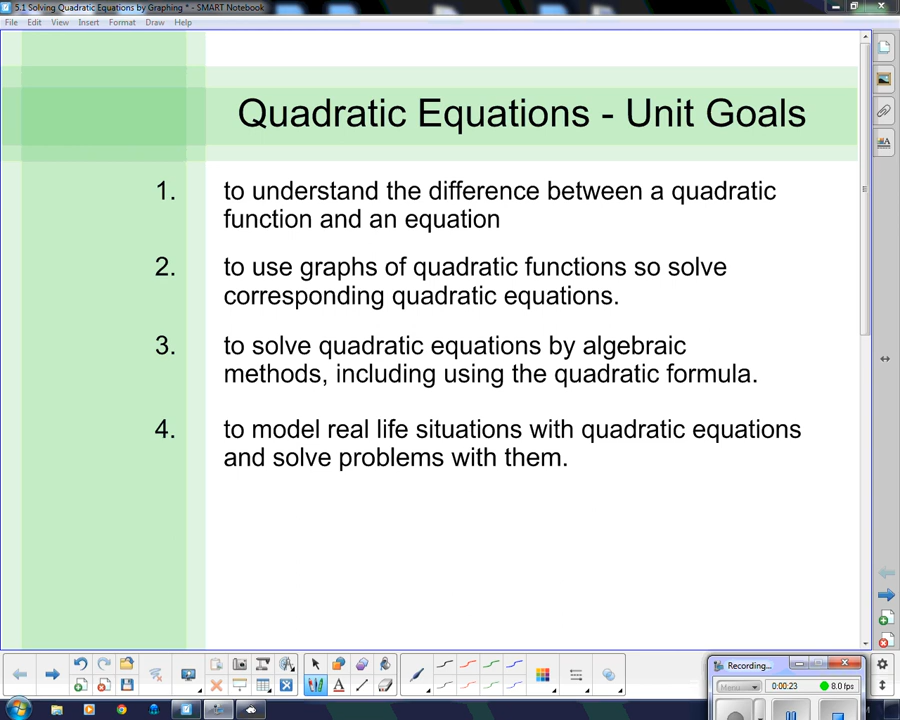 5.1 Solving Quadratic Equations by Graphing * - SMART Notebook
File Edit View Insert Format Draw Help
Quadratic Equations - Unit Goals
1. to understand the difference between a quadratic
function and an equation
2. to use graphs of quadratic functions so solve
corresponding quadratic equations.
3. to solve quadratic equations by algebraic
methods, including using the quadratic formula.
4. to model real life situations with quadratic equations
and solve problems with them.
Recording...
Menu 0:00:23 8.0 fps